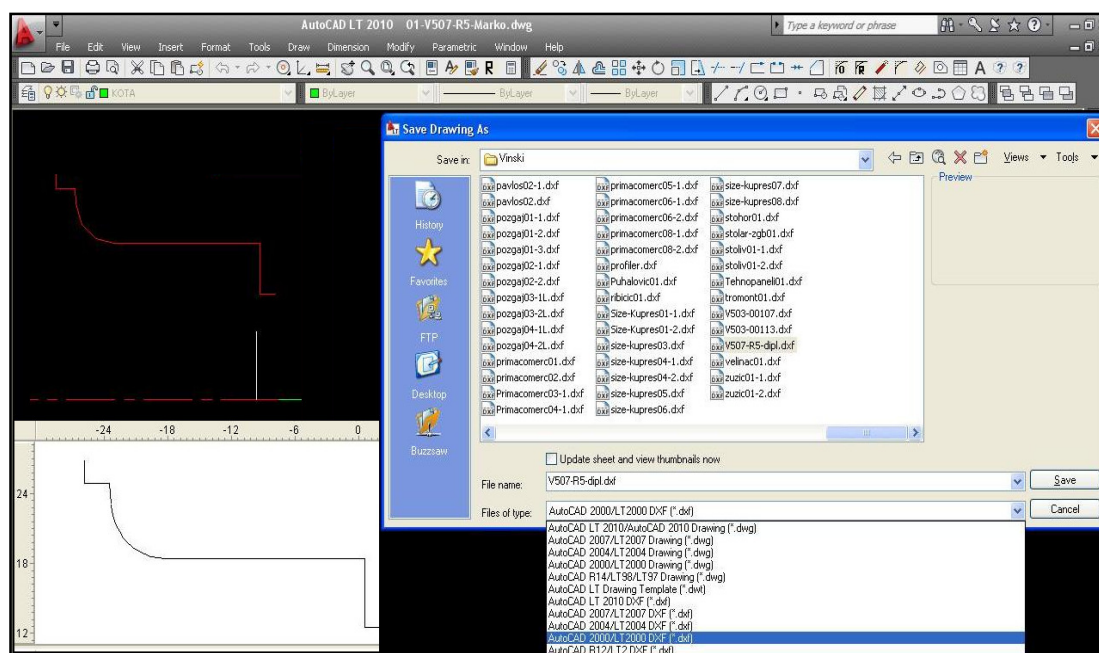 AutoCAD LT 2010 01-V507-R5-Marko.dwg
Type a keyword or phrase
File Edit View Insert Format Tools Draw Dimension Modify Parametric Window Help
KOTA
ByLayer
ByLayer
ByLayer
Save Drawing As
Save in:
Vinski
Views
Tools
History
Favorites
FTP
Desktop
Buzzsaw
pavlos02-1.dxf
pavlos02.dxf
pozgaj01-1.dxf
pozgaj01-2.dxf
pozgaj01-3.dxf
pozgaj02-1.dxf
pozgaj02-2.dxf
pozgaj03-1L.dxf
pozgaj03-2L.dxf
pozgaj04-1L.dxf
pozgaj04-2L.dxf
primacomerc01.dxf
primacomerc02.dxf
Primacomerc03-1.dxf
Primacomerc04-1.dxf
primacomerc05-1.dxf
primacomerc06-1.dxf
primacomerc06-2.dxf
primacomerc08-1.dxf
primacomerc08-2.dxf
profiler.dxf
Puhalovic01.dxf
ribicic01.dxf
Size-Kupres01-1.dxf
Size-Kupres01-2.dxf
size-kupres03.dxf
size-kupres04-1.dxf
size-kupres04-2.dxf
size-kupres05.dxf
size-kupres06.dxf
size-kupres07.dxf
size-kupres08.dxf
stohor01.dxf
stolar-zgb01.dxf
stoliv01-1.dxf
stoliv01-2.dxf
Tehnopaneli01.dxf
tromont01.dxf
V503-00107.dxf
V503-00113.dxf
V507-R5-dipl.dxf
velinac01.dxf
zuzic01-1.dxf
zuzic01-2.dxf
Preview
Update sheet and view thumbnails now
File name:
V507-R5-dipl.dxf
Save
Files of type:
AutoCAD 2000/LT2000 DXF (*.dxf)
Cancel
AutoCAD LT 2010/AutoCAD 2010 Drawing (*.dwg)
AutoCAD 2007/LT2007 Drawing (*.dwg)
AutoCAD 2004/LT2004 Drawing (*.dwg)
AutoCAD 2000/LT2000 Drawing (*.dwg)
AutoCAD R14/LT98/LT97 Drawing (*.dwg)
AutoCAD LT Drawing Template (*.dwt)
AutoCAD LT 2010 DXF (*.dxf)
AutoCAD 2007/LT2007 DXF (*.dxf)
AutoCAD 2004/LT2004 DXF (*.dxf)
AutoCAD 2000/LT2000 DXF (*.dxf)
AutoCAD R12/LT2 DXF (*.dxf)
-24 -18 -12 -6 0
24
18
12